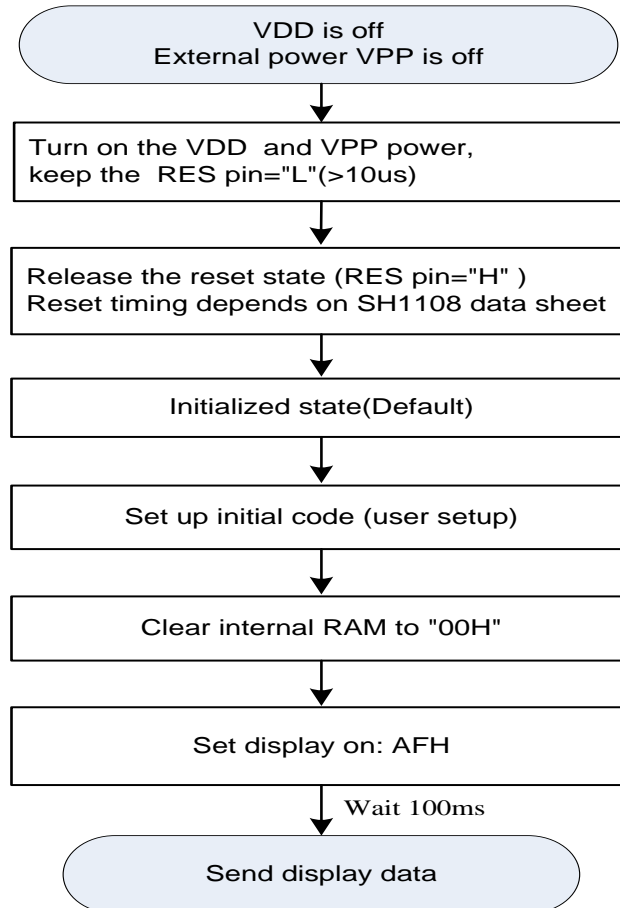 VDD is off
External power VPP is off
Turn on the VDD and VPP power,
keep the RES pin="L"(>10us)
Release the reset state (RES pin="H" )
Reset timing depends on SH1108 data sheet
Initialized state(Default)
Set up initial code (user setup)
Clear internal RAM to "00H"
Set display on: AFH
Wait 100ms
Send display data